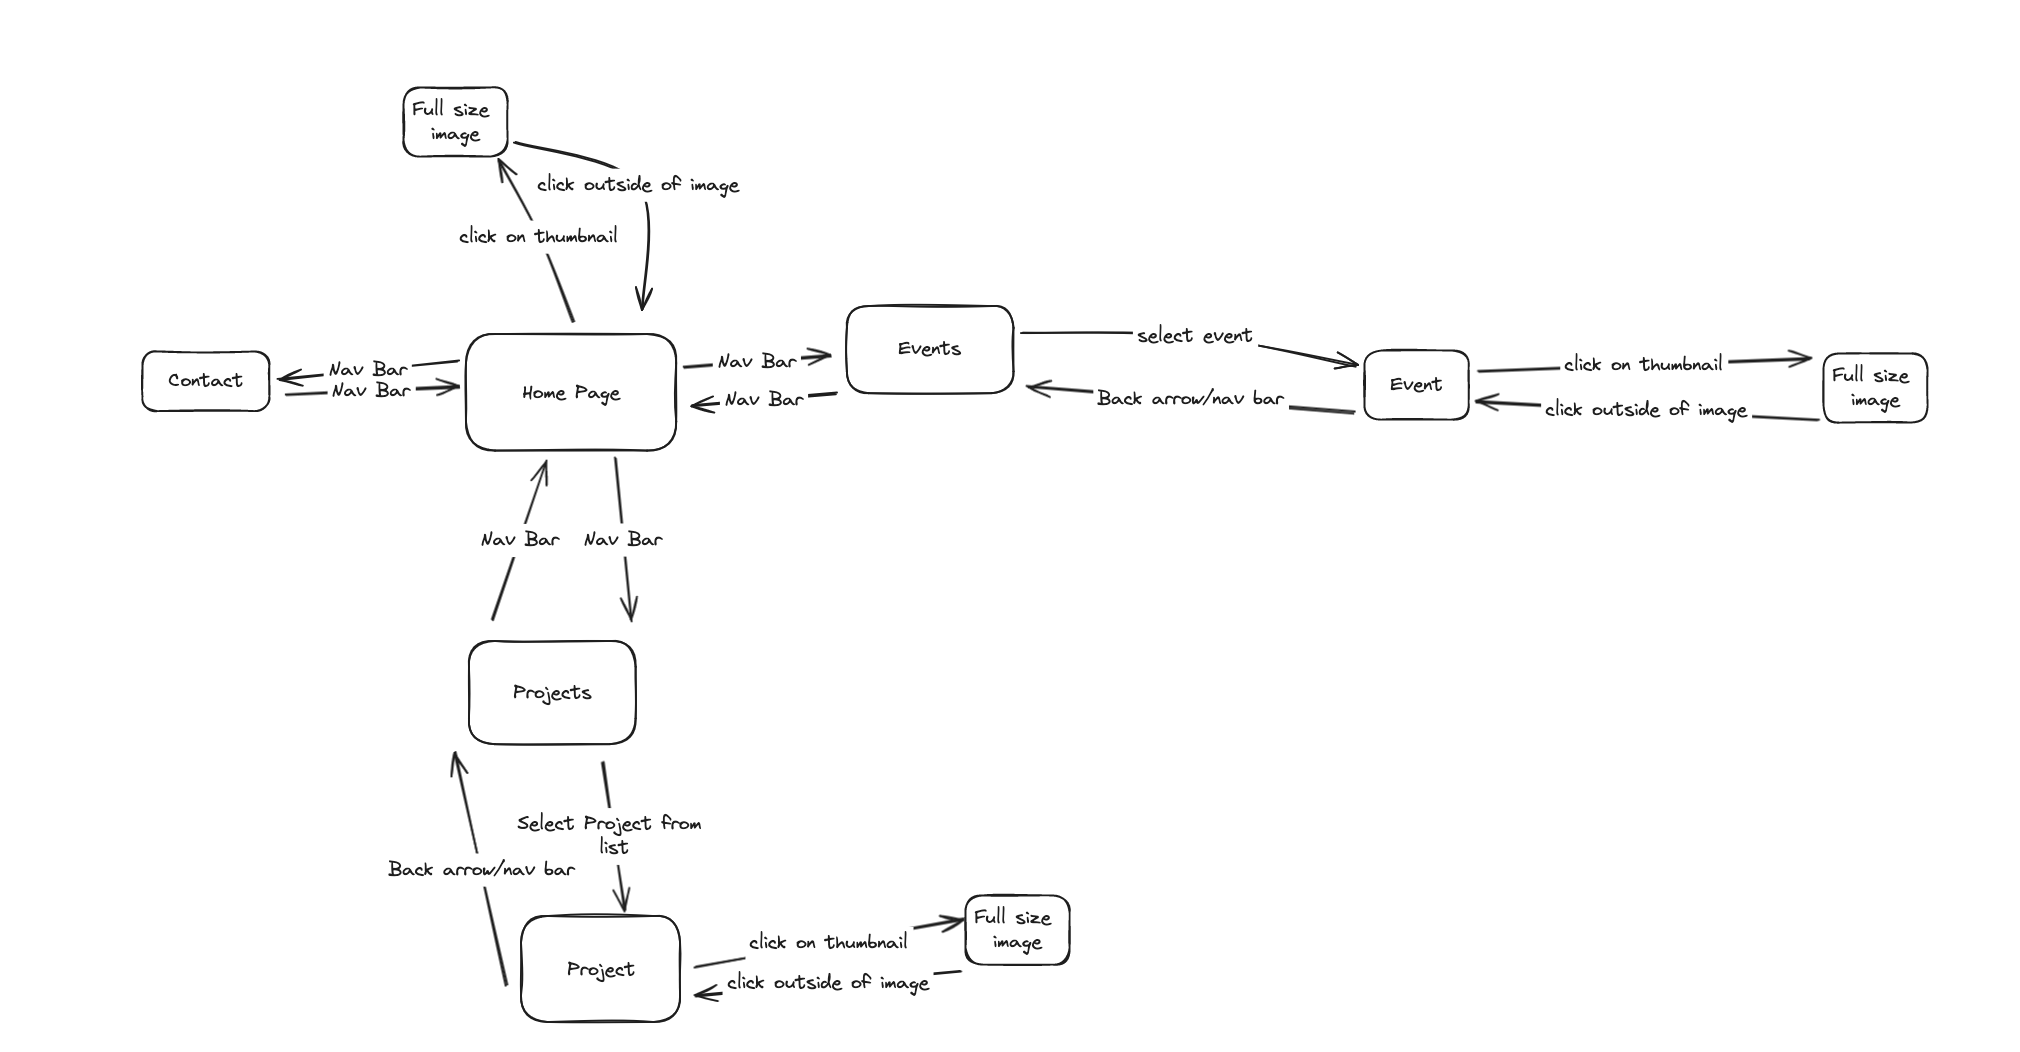 Full size
image
click outside of image
click on thumbnail
Contact
Nav Bar
Nav Bar
Home Page
Nav Bar
Nav Bar
Events
select event
Back arrow/nav bar
Event
click on thumbnail
click outside of image
Full size
image
Nav Bar
Nav Bar
Projects
Select Project from
list
Back arrow/nav bar
Project
click on thumbnail
click outside of image
Full size
image